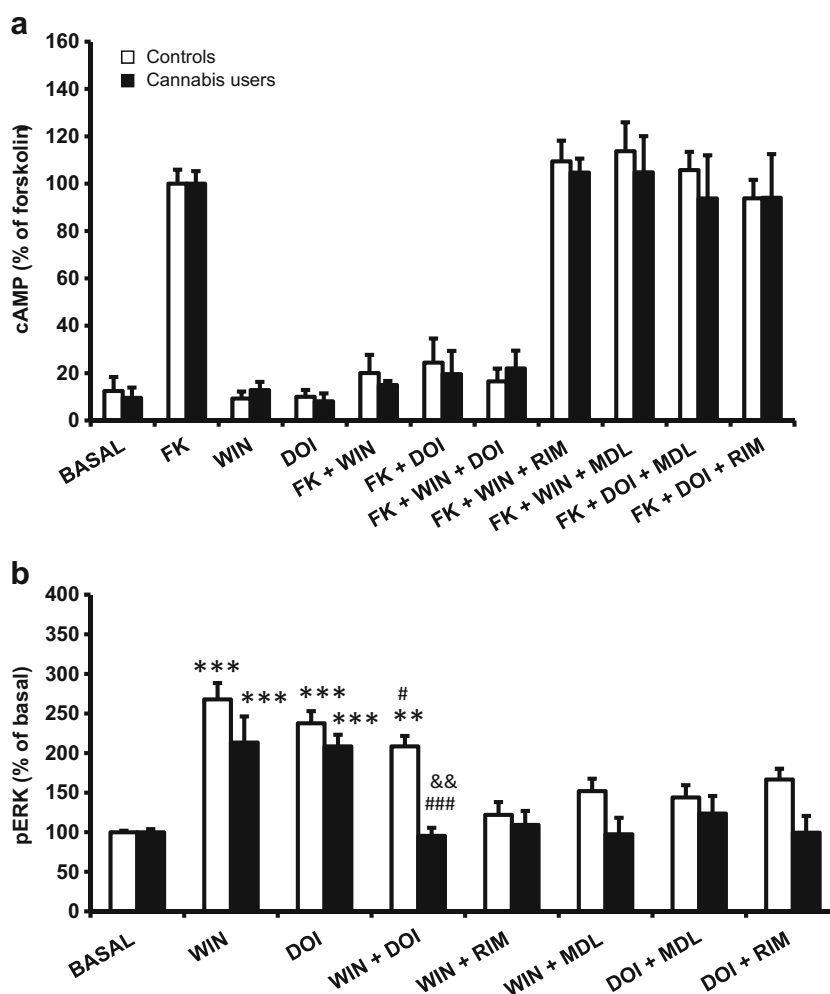 a
160
140
120
100
80
60
40
20
0
cAMP (% of forskolin)
Controls
Cannabis users
BASAL
FK
WIN
DOI
FK + WIN
FK + DOI
FK + WIN + DOI
FK + WIN + RIM
FK + WIN + MDL
FK + DOI + MDL
FK + DOI + RIM
b
400
350
300
250
200
150
100
50
0
pERK (% of basal)
***
***
***
***
#
**
&&
###
BASAL
WIN
DOI
WIN + DOI
WIN + RIM
WIN + MDL
DOI + MDL
DOI + RIM